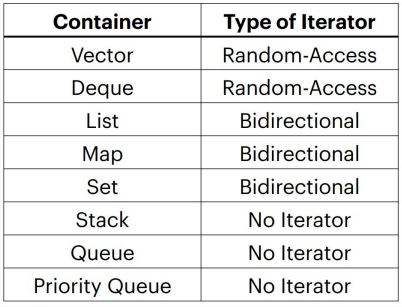 Container Type of Iterator
Vector Random-Access
Deque Random-Access
List Bidirectional
Map Bidirectional
Set Bidirectional
Stack No Iterator
Queue No Iterator
Priority Queue No Iterator